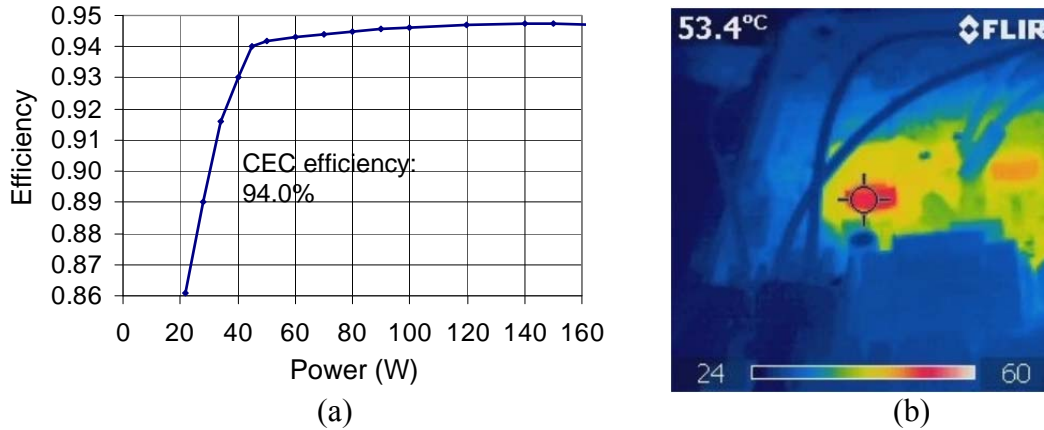 0.95
0.94
0.93
0.92
0.91
0.90
0.89
0.88
0.87
0.86
Efficiency
CEC efficiency:
94.0%
0 20 40 60 80 100 120 140 160
Power (W)
(a)
53.4°C
FLIR
24 60
(b)